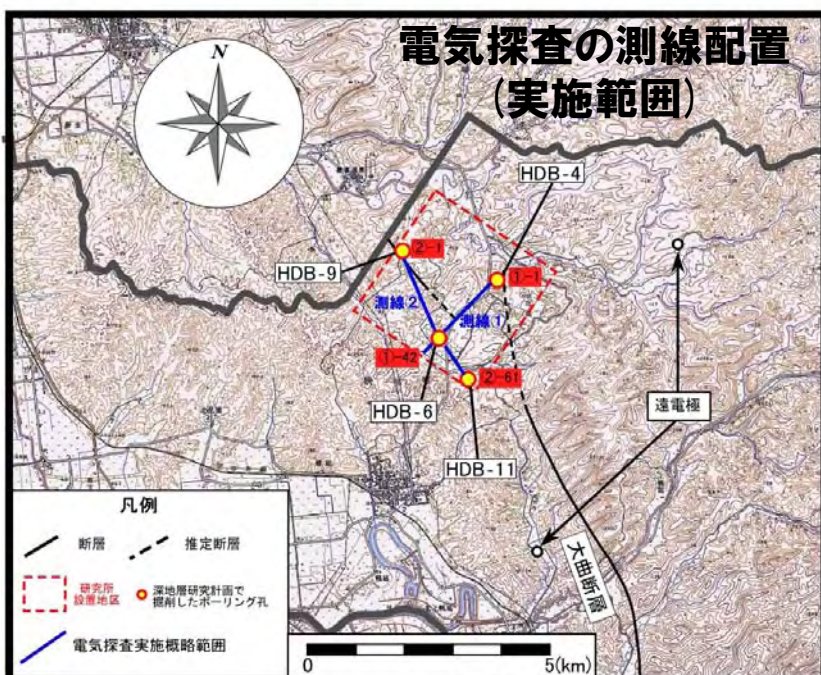 電気探査の測線配置
(実施範囲)
N
HDB-4
②-1
①-1
HDB-9
測線2
測線1
①-42
②-61
HDB-6
遠電極
HDB-11
大曲断層
凡例
断層
推定断層
研究所
設置地区
深地層研究計画で
掘削したボーリング孔
電気探査実施概略範囲
0
5(km)